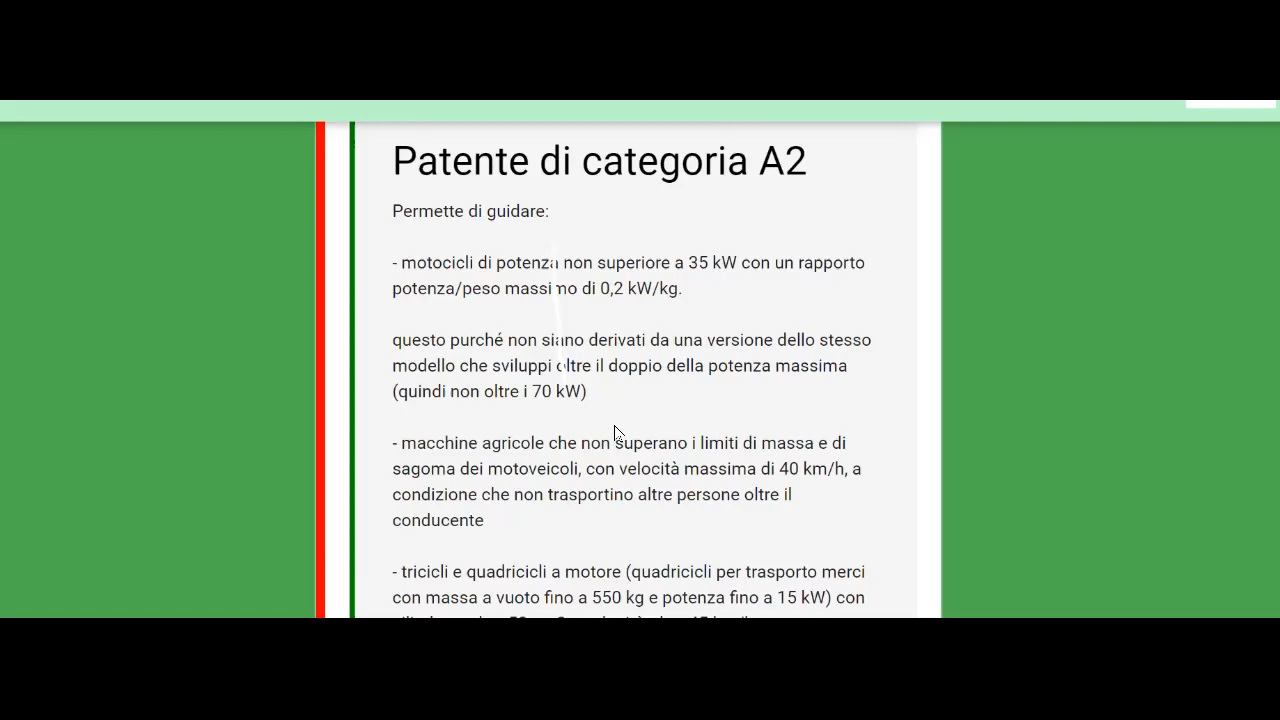 Patente di categoria A2
Permette di guidare:
- motocicli di potenza non superiore a 35 kW con un rapporto
potenza/peso massimo di 0,2 kW/kg.
questo purché non siano derivati da una versione dello stesso
modello che sviluppi oltre il doppio della potenza massima
(quindi non oltre i 70 kW)
- macchine agricole che non superano i limiti di massa e di
sagoma dei motoveicoli, con velocità massima di 40 km/h, a
condizione che non trasportino altre persone oltre il
conducente
- tricicli e quadricicli a motore (quadricicli per trasporto merci
con massa a vuoto fino a 550 kg e potenza fino a 15 kW) con